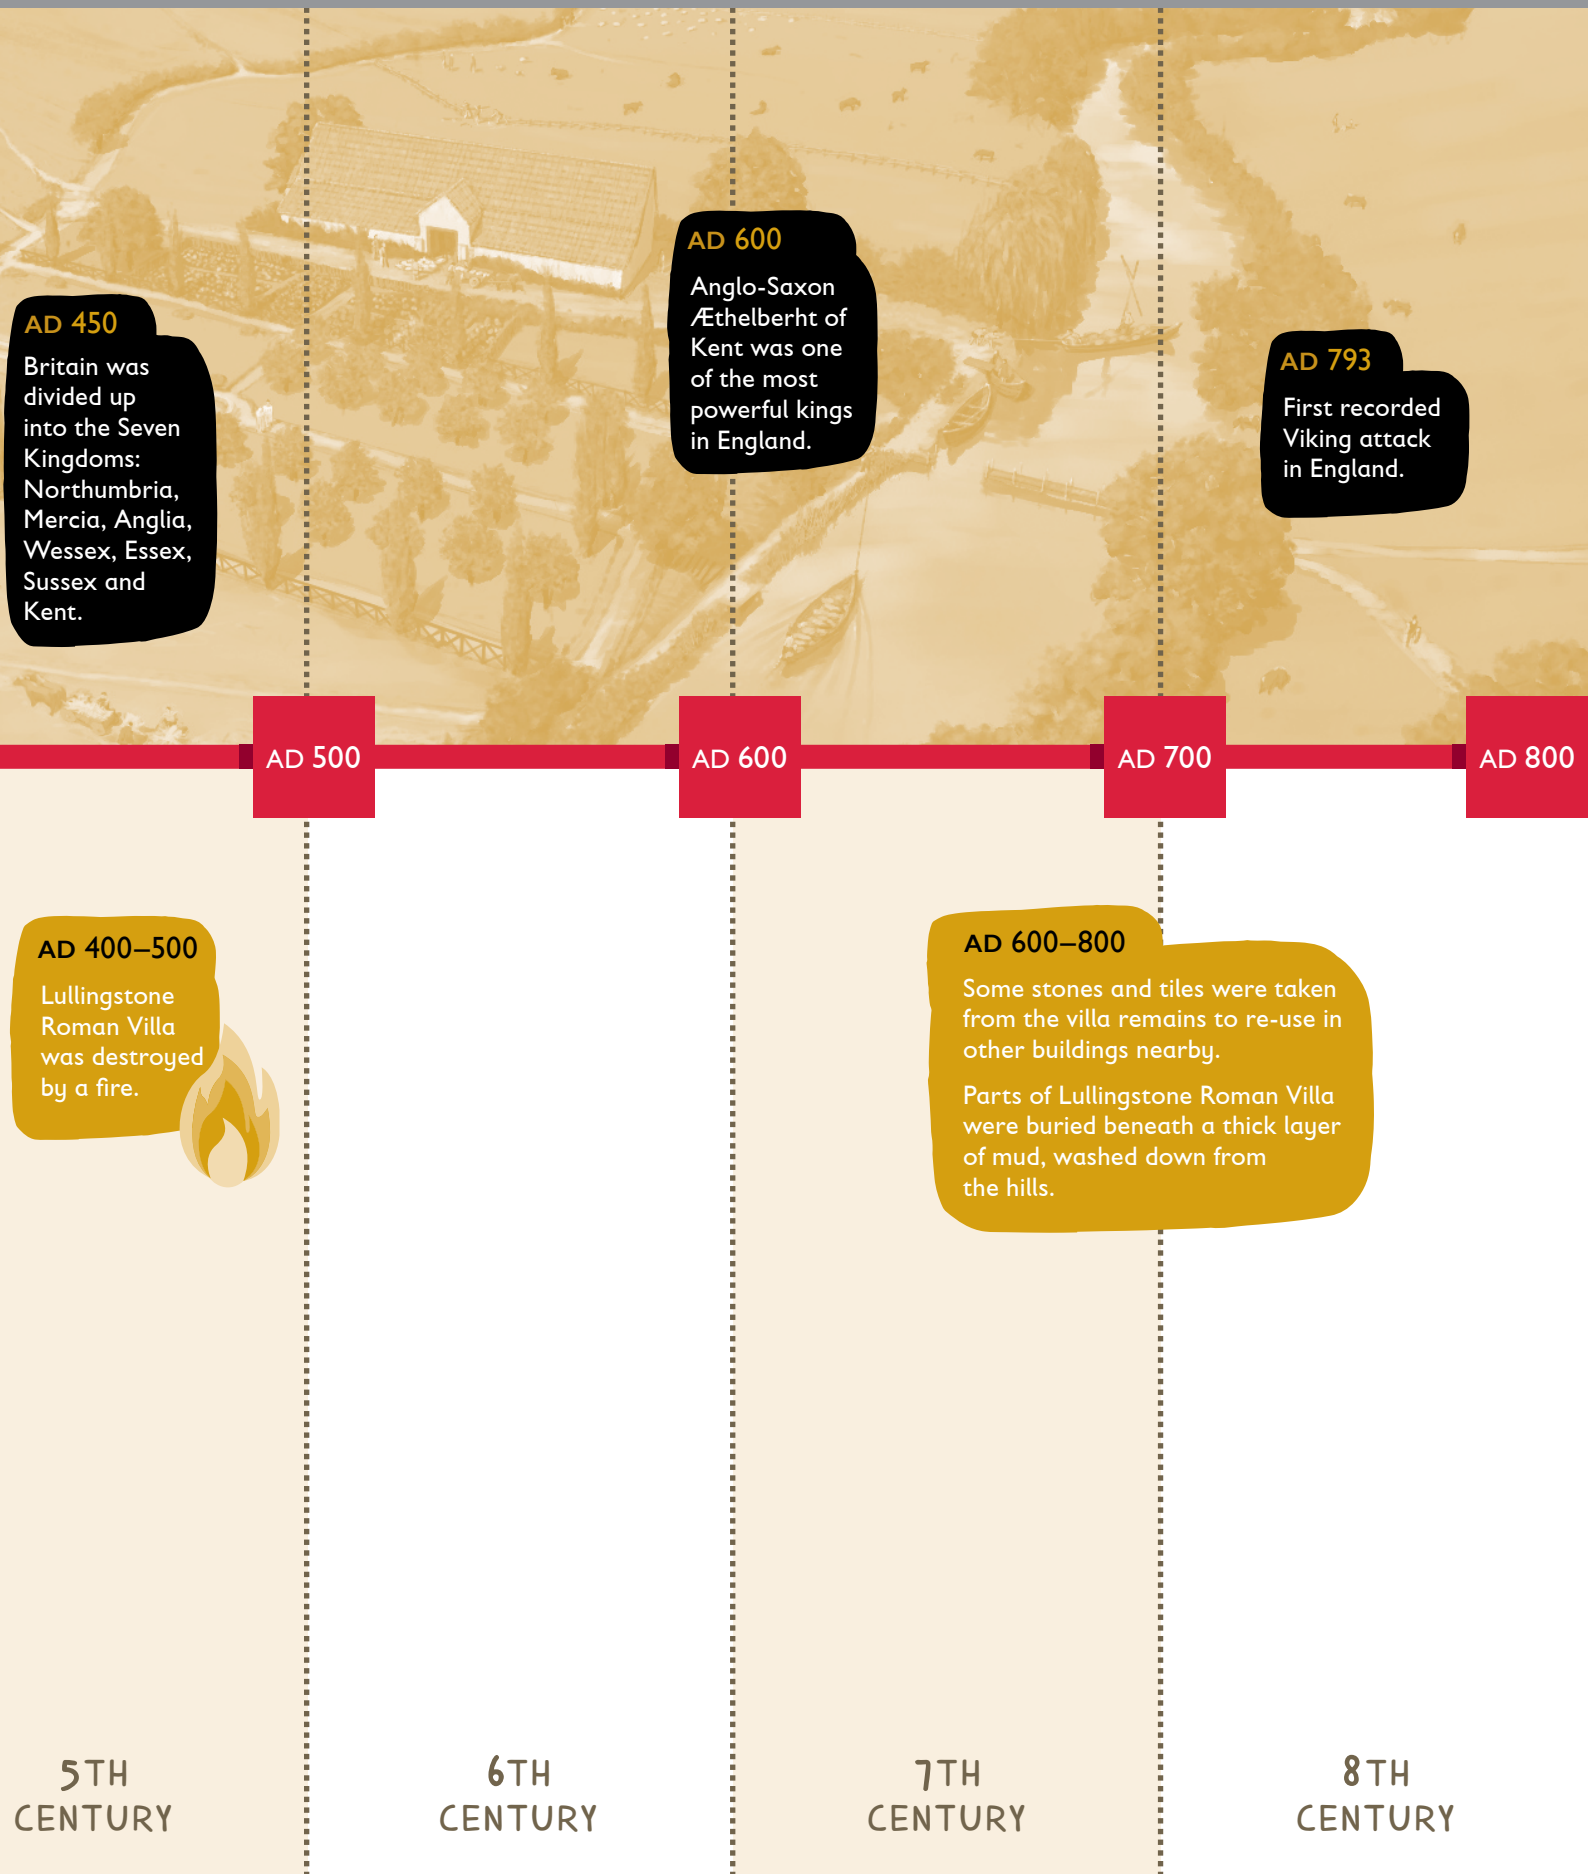 AD 450
Britain was
divided up
into the Seven
Kingdoms:
Northumbria,
Mercia, Anglia,
Wessex, Essex,
Sussex and
Kent.
AD 600
Anglo-Saxon
Æthelberht of
Kent was one
of the most
powerful kings
in England.
AD 793
First recorded
Viking attack
in England.
AD 500
AD 600
AD 700
AD 800
AD 400–500
Lullingstone
Roman Villa
was destroyed
by a fire.
AD 600–800
Some stones and tiles were taken
from the villa remains to re-use in
other buildings nearby.
Parts of Lullingstone Roman Villa
were buried beneath a thick layer
of mud, washed down from
the hills.
5TH
CENTURY
6TH
CENTURY
7TH
CENTURY
8TH
CENTURY